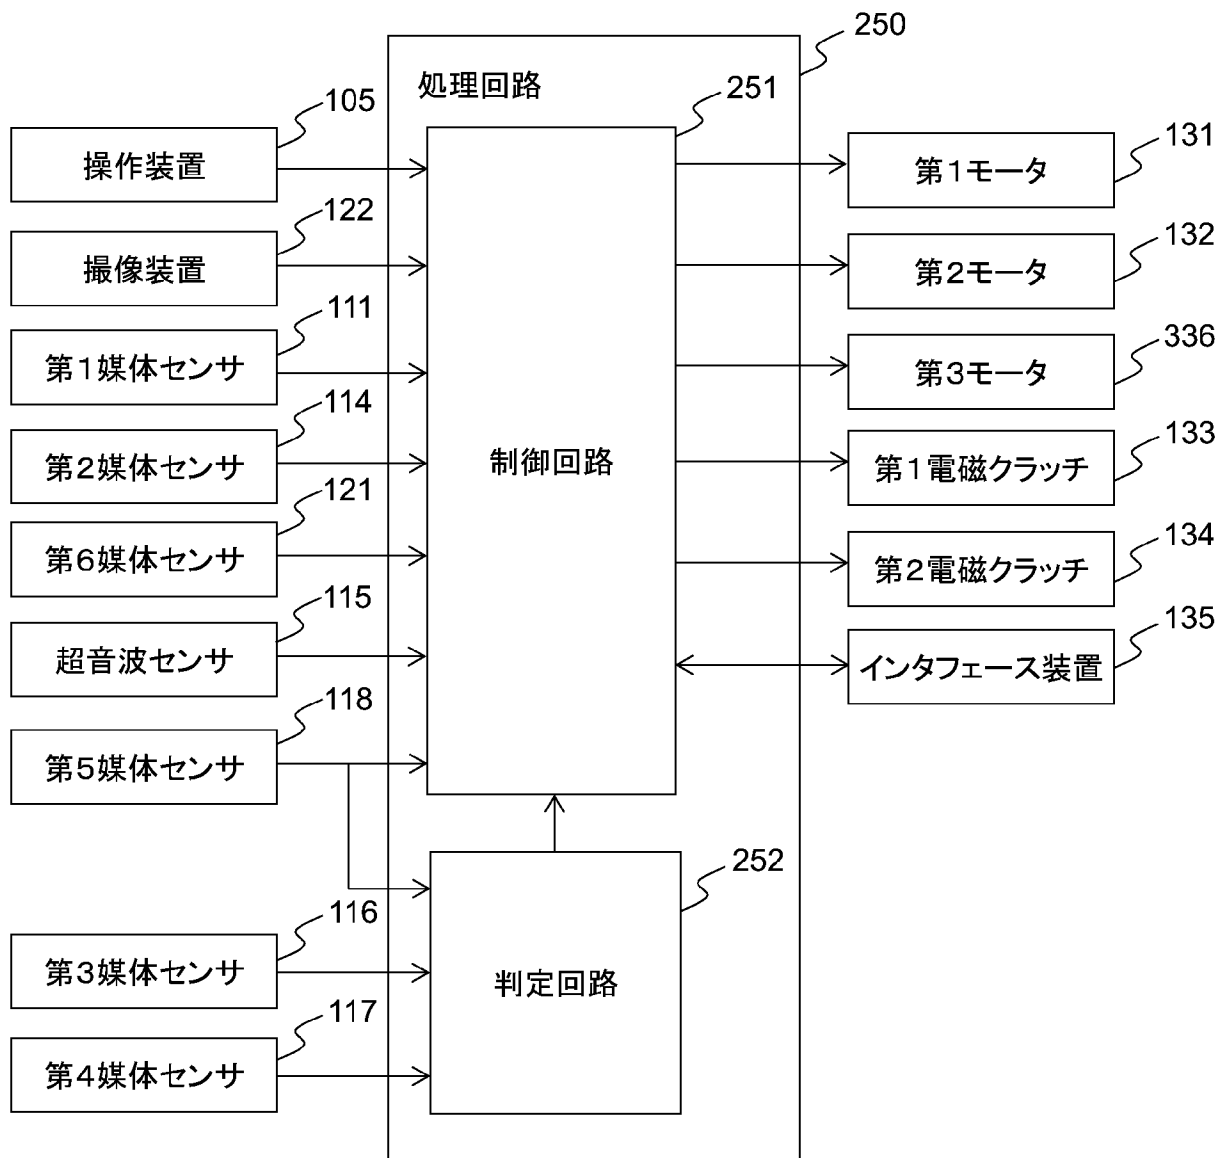 250
処理回路
251
105
操作装置
122
撮像装置
111
第1媒体センサ
114
第2媒体センサ
121
第6媒体センサ
115
超音波センサ
118
第5媒体センサ
116
第3媒体センサ
117
第4媒体センサ
制御回路
252
判定回路
131
第1モータ
132
第2モータ
336
第3モータ
133
第1電磁クラッチ
134
第2電磁クラッチ
135
インタフェース装置